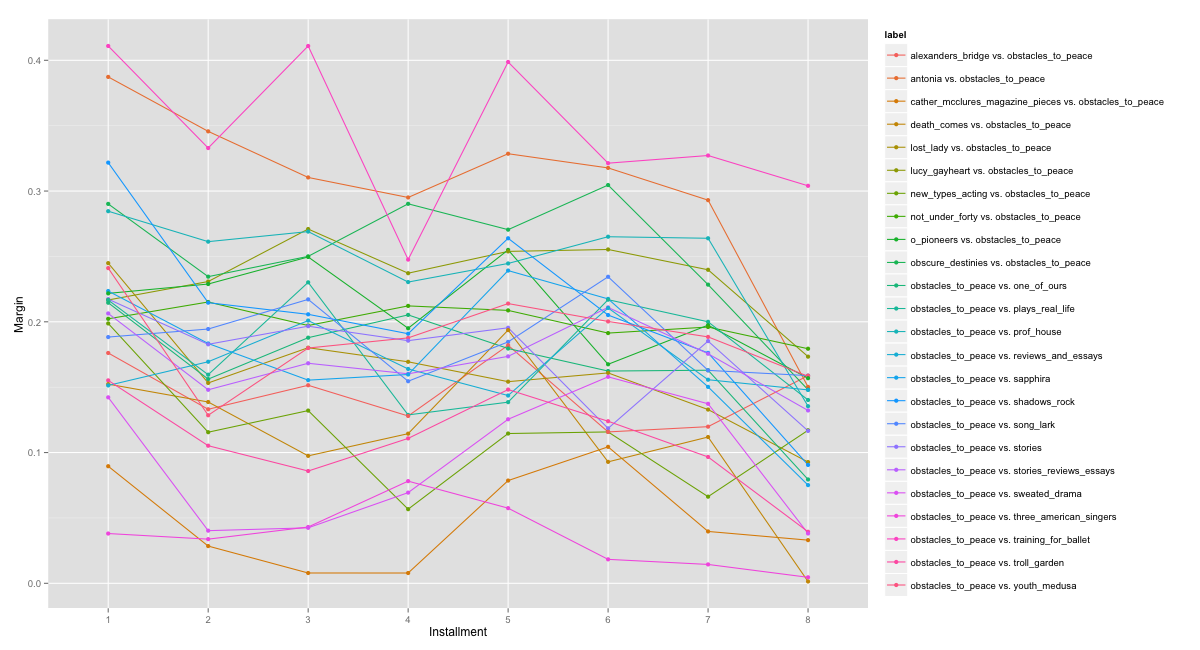 label
alexanders_bridge vs. obstacles_to_peace
antonia vs. obstacles_to_peace
cather_mcclures_magazine_pieces vs. obstacles_to_peace
death_comes vs. obstacles_to_peace
lost_lady vs. obstacles_to_peace
lucy_gayheart vs. obstacles_to_peace
new_types_acting vs. obstacles_to_peace
not_under_forty vs. obstacles_to_peace
o_pioneers vs. obstacles_to_peace
obscure_destinies vs. obstacles_to_peace
obstacles_to_peace vs. one_of_ours
obstacles_to_peace vs. plays_real_life
obstacles_to_peace vs. prof_house
obstacles_to_peace vs. reviews_and_essays
obstacles_to_peace vs. sapphira
obstacles_to_peace vs. shadows_rock
obstacles_to_peace vs. song_lark
obstacles_to_peace vs. stories
obstacles_to_peace vs. stories_reviews_essays
obstacles_to_peace vs. sweated_drama
obstacles_to_peace vs. three_american_singers
obstacles_to_peace vs. training_for_ballet
obstacles_to_peace vs. troll_garden
obstacles_to_peace vs. youth_medusa
Margin
0.4
0.3
0.2
0.1
0.0
1 2 3 4 5 6 7 8
Installment